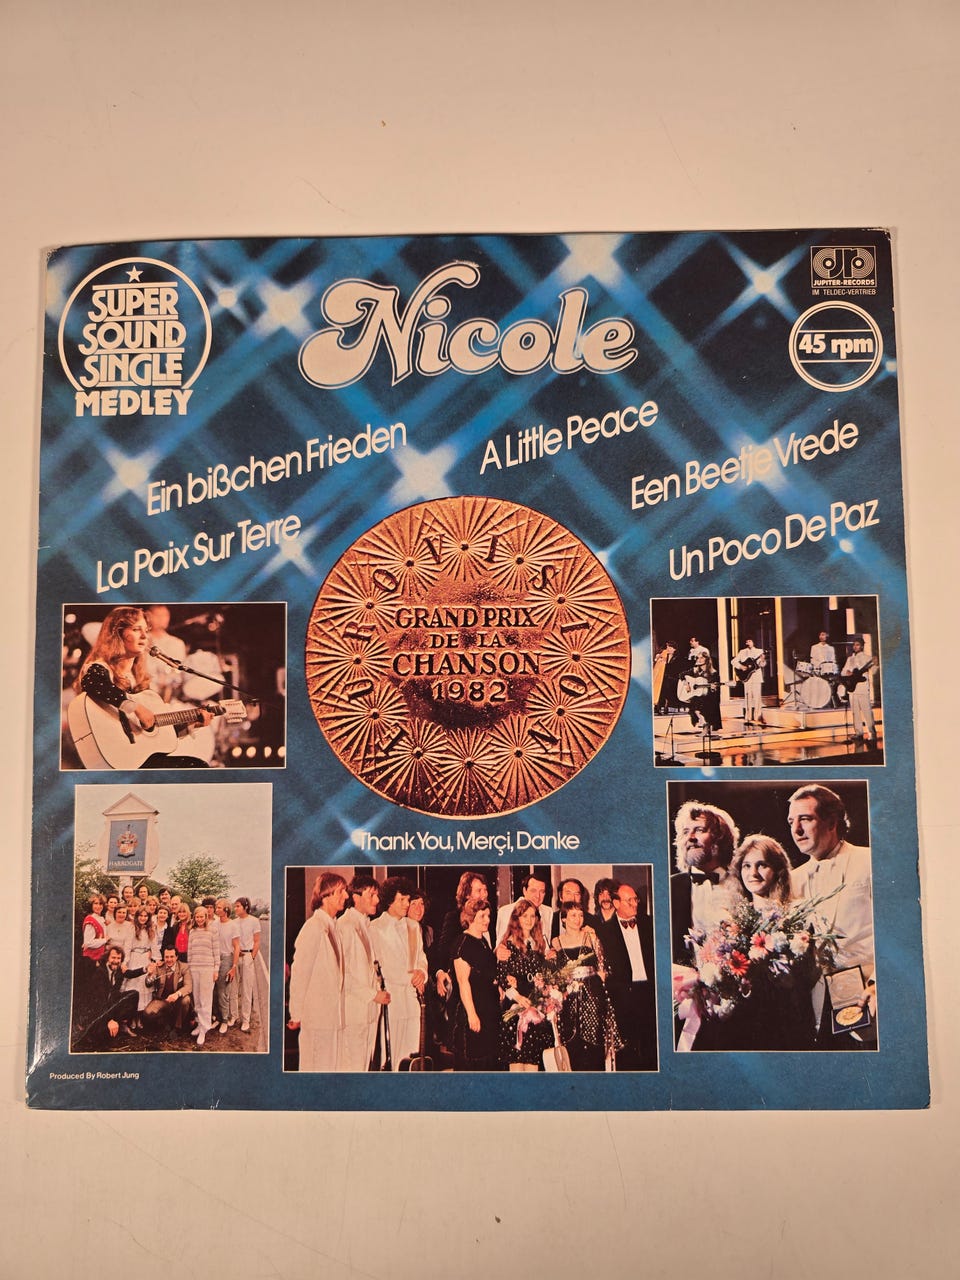 SUPER
SOUND
SINGLE
MEDLEY
Nicole
JUPITER-RECORDS
IM TELDEC-VERTRIEB
45 rpm
Ein bißchen Frieden
A Little Peace
Een Beetje Vrede
La Paix Sur Terre
Un Poco De Paz
EUROVISION
GRAND PRIX
DE LA
CHANSON
1982
HARROGATE
Thank You, Merçi, Danke
Produced By Robert Jung